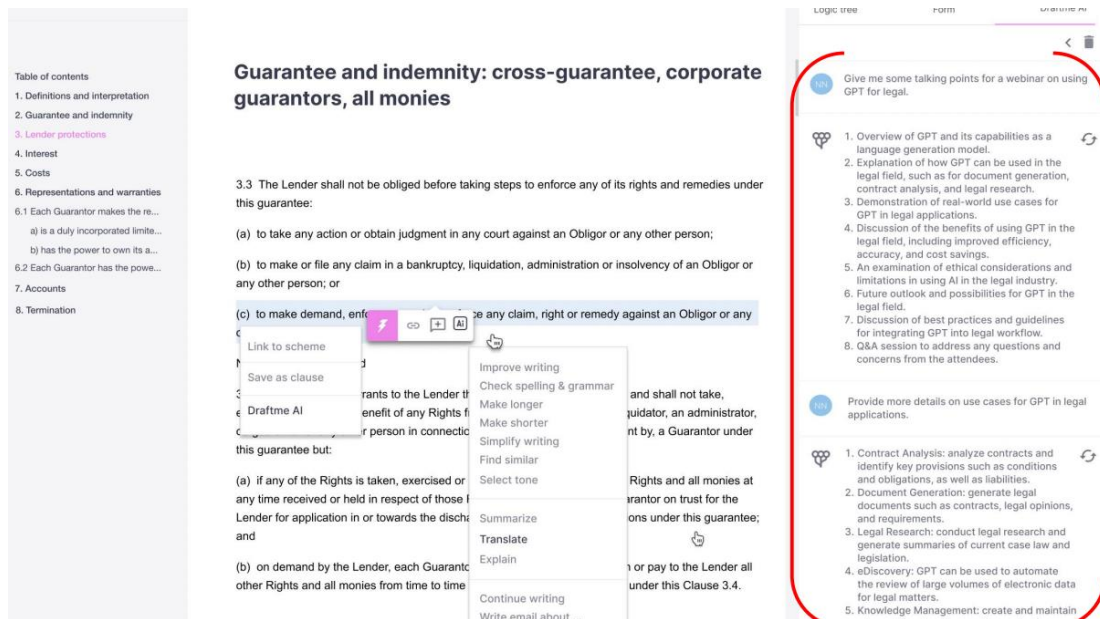 Logic tree
Form
Draftme AI
Table of contents
1. Definitions and interpretation
2. Guarantee and indemnity
3. Lender protections
4. Interest
5. Costs
6. Representations and warranties
6.1 Each Guarantor makes the re...
a) is a duly incorporated limite...
b) has the power to own its a...
6.2 Each Guarantor has the powe...
7. Accounts
8. Termination
Guarantee and indemnity: cross-guarantee, corporate
guarantors, all monies
3.3 The Lender shall not be obliged before taking steps to enforce any of its rights and remedies under
this guarantee:
(a) to take any action or obtain judgment in any court against an Obligor or any other person;
(b) to make or file any claim in a bankruptcy, liquidation, administration or insolvency of an Obligor or
any other person; or
(c) to make demand, any claim, right or remedy against an Obligor or any
Ai
Link to scheme
Save as clause
Draftme AI
to the Lender and shall not take,
of any Rights an administrator,
person in by, a Guarantor under
this guarantee but:
(a) if any of the Rights is taken, exercised or Rights and all monies at
any time received or held in respect of those on trust for the
Lender for application in or towards the under this guarantee;
and
(b) on demand by the Lender, each or pay to the Lender all
other Rights and all monies from time to time under this Clause 3.4.
Improve writing
Check spelling & grammar
Make longer
Make shorter
Simplify writing
Find similar
Select tone
Summarize
Translate
Explain
Continue writing
Write email about...
NN
Give me some talking points for a webinar on using
GPT for legal.
1. Overview of GPT and its capabilities as a
language generation model.
2. Explanation of how GPT can be used in the
legal field, such as for document generation,
contract analysis, and legal research.
3. Demonstration of real-world use cases for
GPT in legal applications.
4. Discussion of the benefits of using GPT in the
legal field, including improved efficiency,
accuracy, and cost savings.
5. An examination of ethical considerations and
limitations in using AI in the legal industry.
6. Future outlook and possibilities for GPT in the
legal field.
7. Discussion of best practices and guidelines
for integrating GPT into legal workflow.
8. Q&A session to address any questions and
concerns from the attendees.
NN
Provide more details on use cases for GPT in legal
applications.
1. Contract Analysis: analyze contracts and
identify key provisions such as conditions
and obligations, as well as liabilities.
2. Document Generation: generate legal
documents such as contracts, legal opinions,
and requirements.
3. Legal Research: conduct legal research and
generate summaries of current case law and
legislation.
4. eDiscovery: GPT can be used to automate
the review of large volumes of electronic data
for legal matters.
5. Knowledge Management: create and maintain